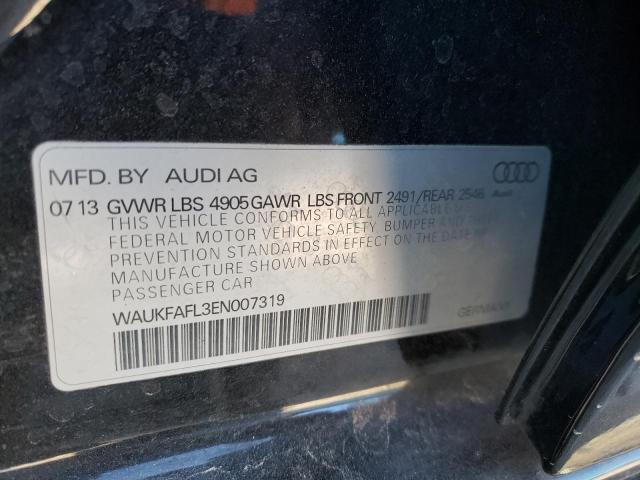 MFD. BY AUDI AG
07 13 GVWR LBS 4905 GAWR LBS FRONT 2491/REAR 2546
THIS VEHICLE CONFORMS TO ALL APPLICABLE
FEDERAL MOTOR VEHICLE SAFETY, BUMPER AND
PREVENTION STANDARDS IN EFFECT ON THE DATE
MANUFACTURE SHOWN ABOVE
PASSENGER CAR
WAUKFAFL3EN007319
Audi
GERMANY